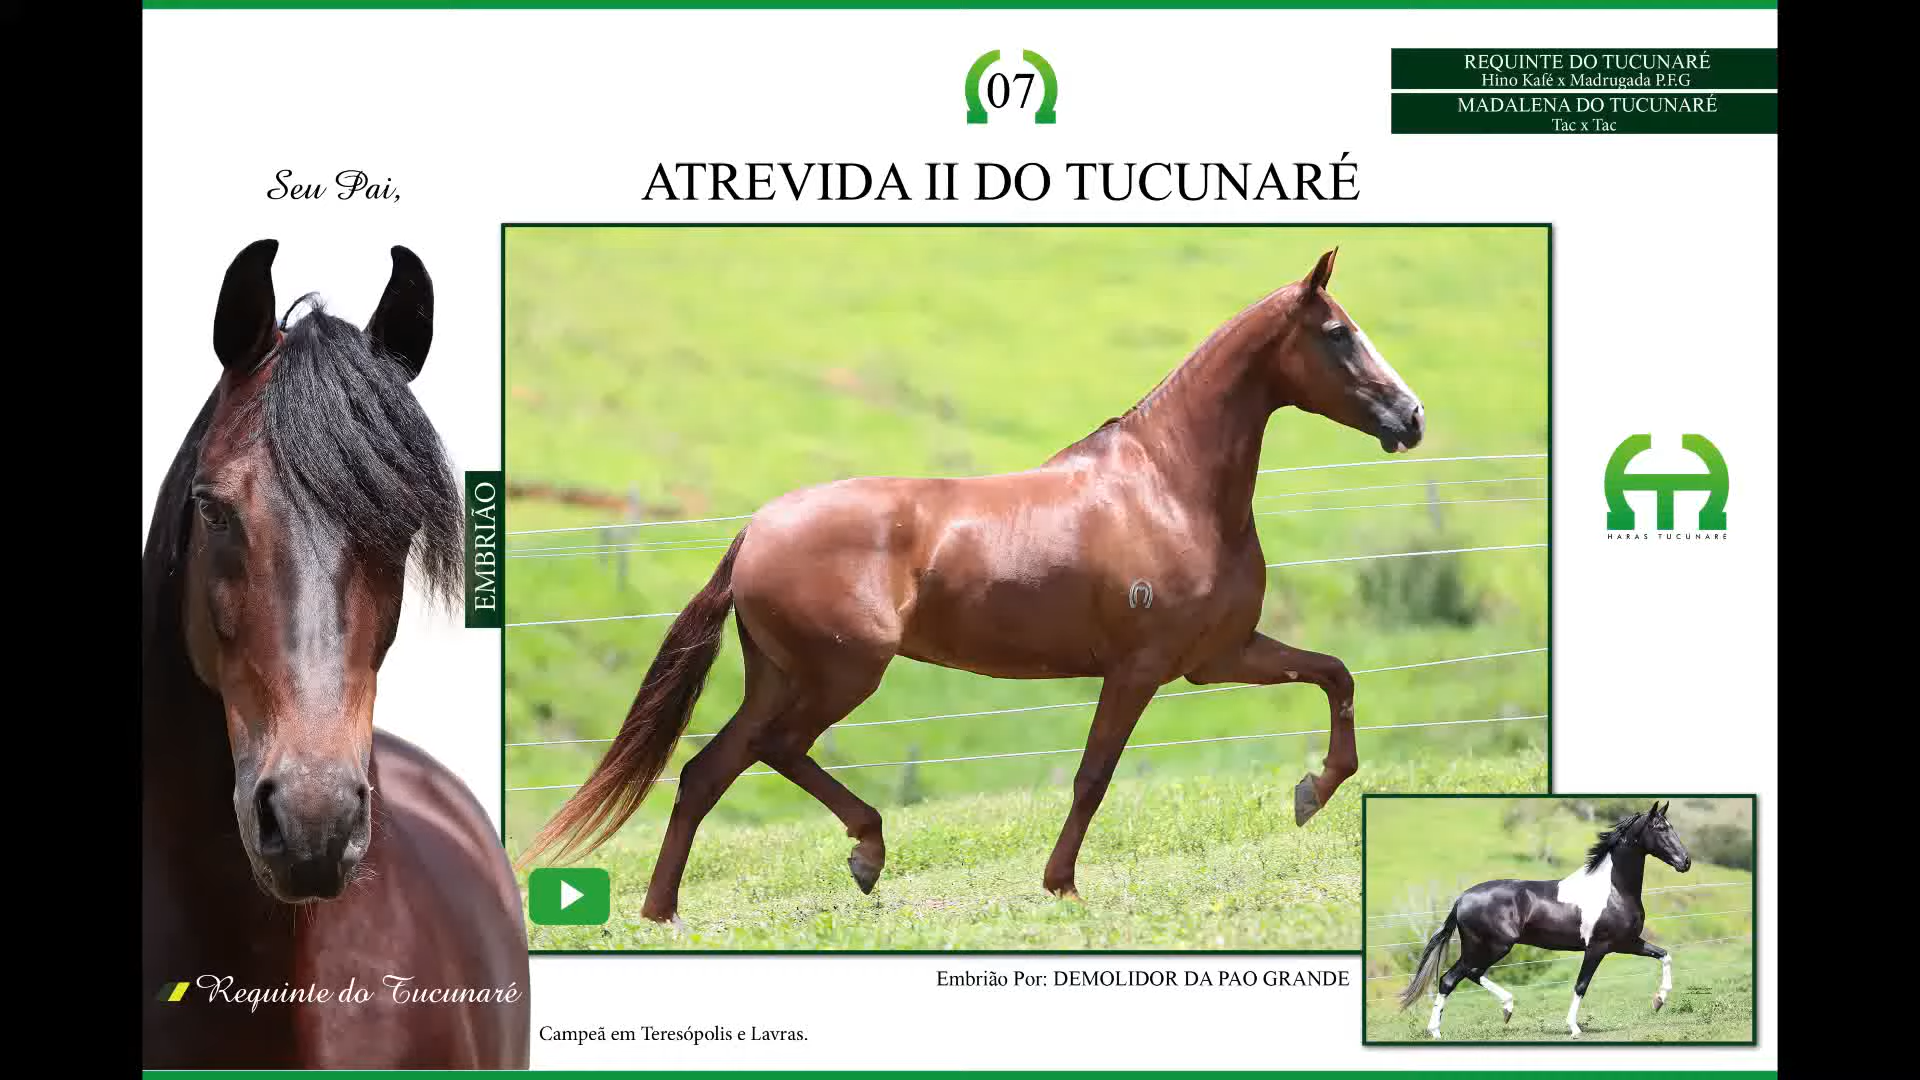 07
REQUINTE DO TUCUNARÉ
Hino Kafé x Madrugada P.F.G
MADALENA DO TUCUNARÉ
Tac x Tac
Seu Pai,
ATREVIDA II DO TUCUNARÉ
EMBRIÃO
HARAS TUCUNARÉ
Requinte do Tucunaré
Embrião Por: DEMOLIDOR DA PAO GRANDE
Campeã em Teresópolis e Lavras.